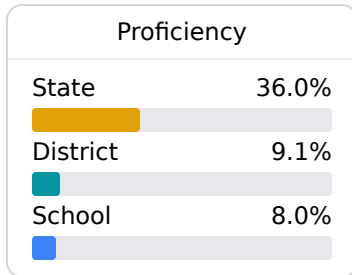 Proficiency
State 36.0%
District 9.1%
School 8.0%